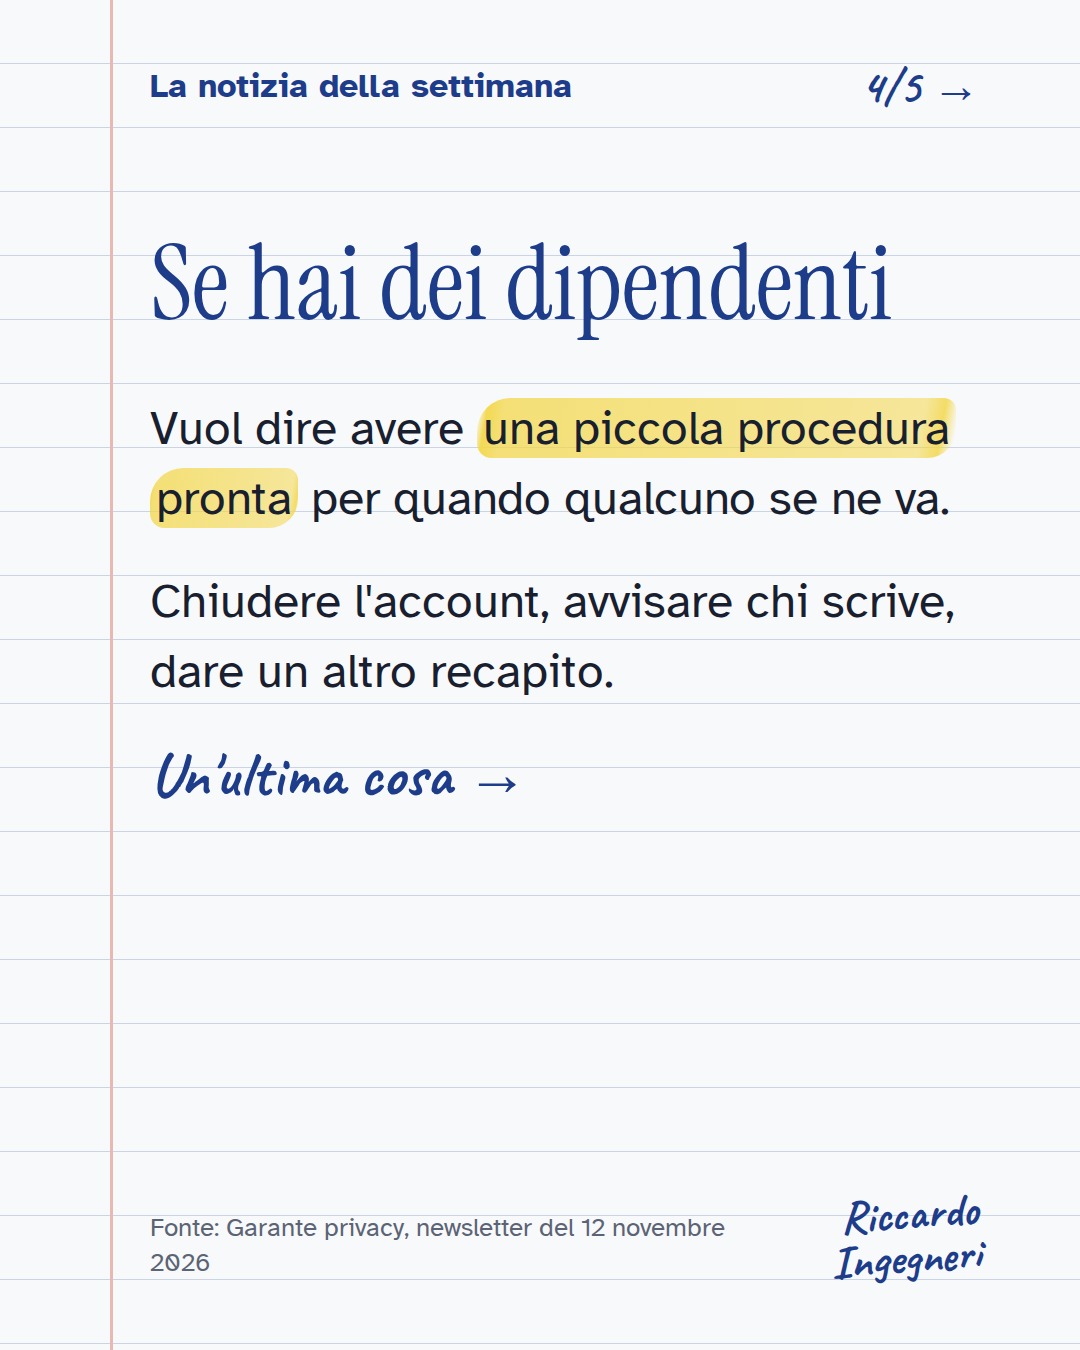 La notizia della settimana
4/5 →
Se hai dei dipendenti
Vuol dire avere una piccola procedura
pronta per quando qualcuno se ne va.
Chiudere l'account, avvisare chi scrive,
dare un altro recapito.
Un'ultima cosa →
Fonte: Garante privacy, newsletter del 12 novembre
2026
Riccardo
Ingegneri